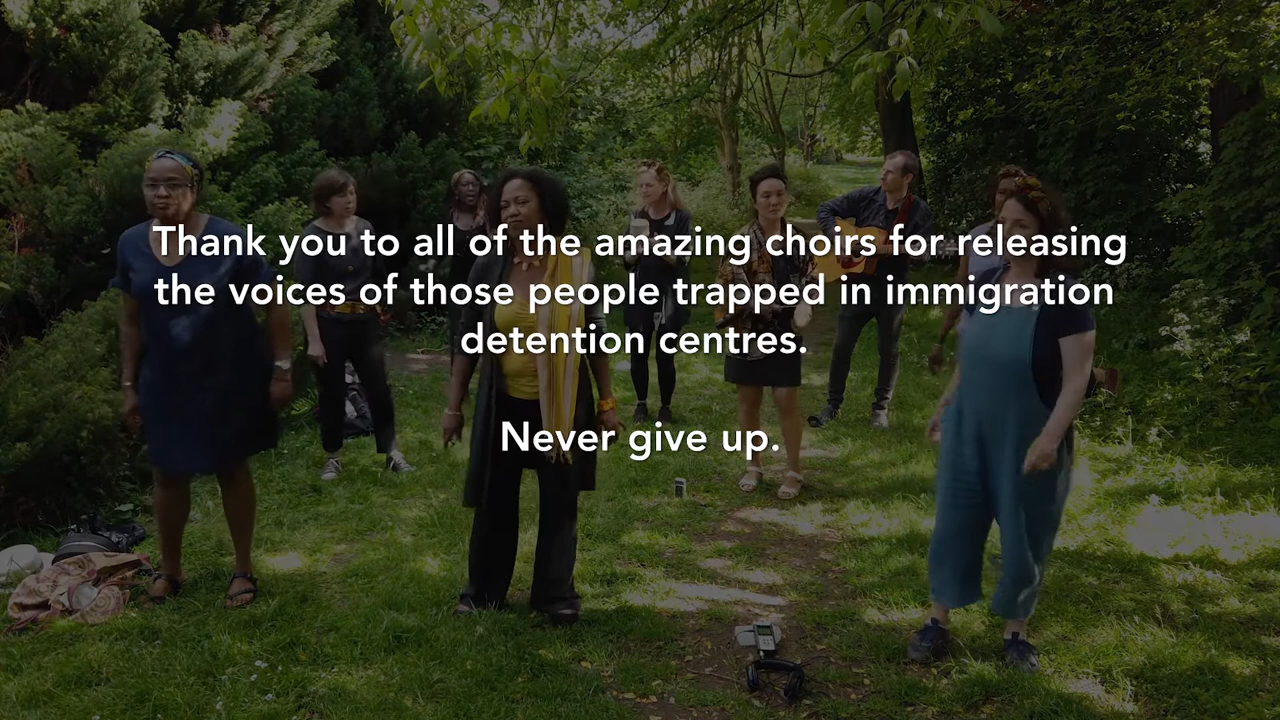 Thank you to all of the amazing choirs for releasing
the voices of those people trapped in immigration
detention centres.
Never give up.